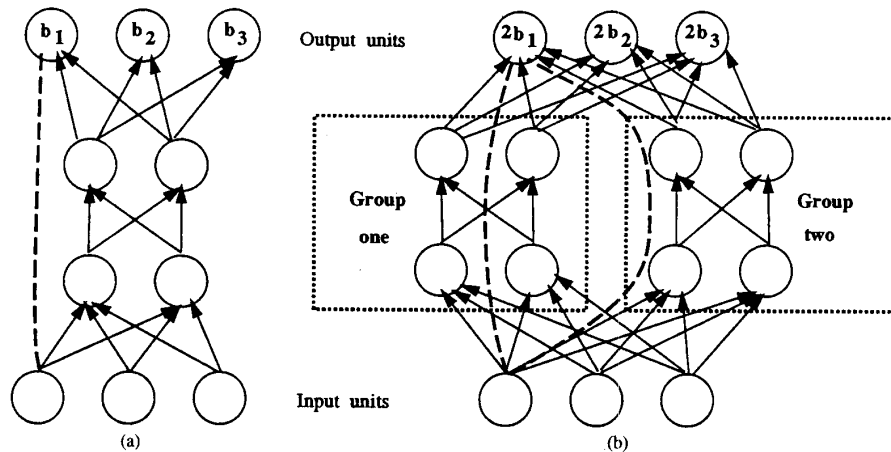 b1 b2 b3 Output units 2b1 2b2 2b3
Group one
Group two
Input units
(a) (b)